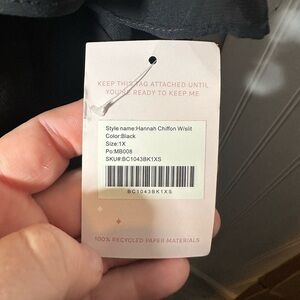 KEEP THIS TAG ATTACHED UNTIL
YOU'RE READY TO KEEP ME
Style name:Hannah Chiffon W/slit
Color:Black
Size:1X
Po:MB008
SKU#:BC1043BK1XS
BC1043BK1XS
100% RECYCLED PAPER MATERIALS